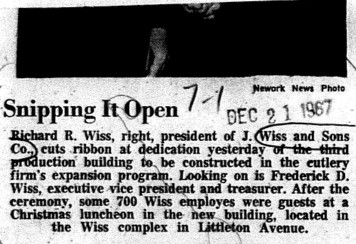 Newark News Photo
Snipping It Open
7-1
DEC 21 1967
Richard R. Wiss, right, president of J. Wiss and Sons
Co., cuts ribbon at dedication yesterday of the third
production building to be constructed in the cutlery
firm's expansion program. Looking on is Frederick D.
Wiss, executive vice president and treasurer. After the
ceremony, some 700 Wiss employes were guests at a
Christmas luncheon in the new building, located in
the Wiss complex in Littleton Avenue.